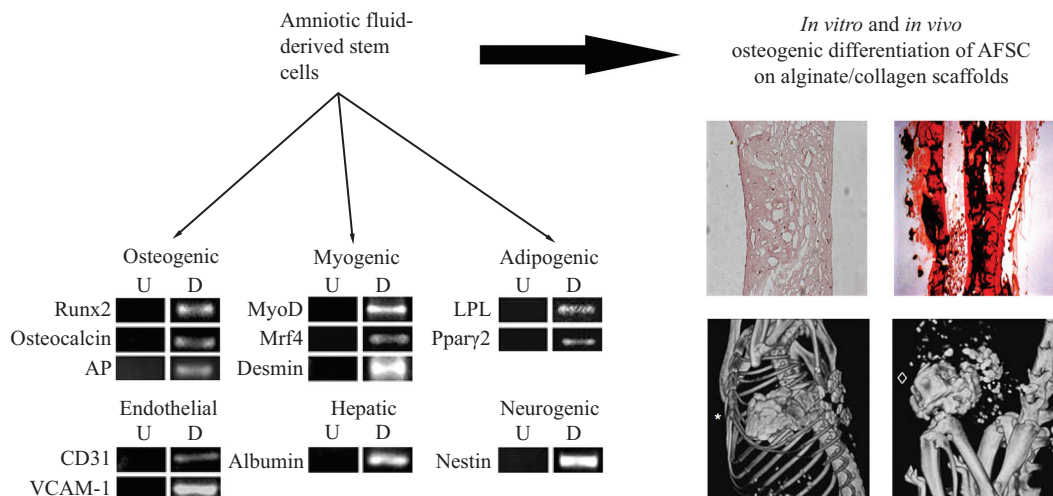 Amniotic fluid-
derived stem
cells
In vitro and in vivo
osteogenic differentiation of AFSC
on alginate/collagen scaffolds
Osteogenic
U D
Runx2
Osteocalcin
AP
Myogenic
U D
MyoD
Mrf4
Desmin
Adipogenic
U D
LPL
Pparγ2
Endothelial
U D
CD31
VCAM-1
Hepatic
U D
Albumin
Neurogenic
U D
Nestin
*
◊